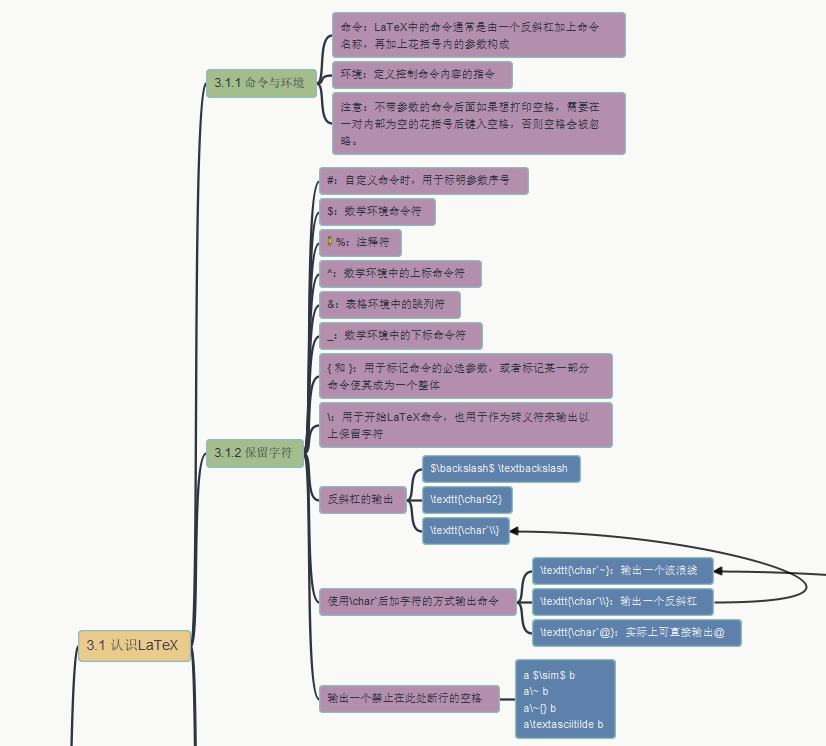 3.1 认识LaTeX
3.1.1 命令与环境
命令：LaTeX中的命令通常是由一个反斜杠加上命令
名称，再加上花括号内的参数构成
环境：定义控制命令内容的指令
注意：不带参数的命令后面如果想打印空格，需要在
一对内部为空的花括号后键入空格，否则空格会被忽
略。
3.1.2 保留字符
#：自定义命令时，用于标明参数序号
$：数学环境命令符
%：注释符
^：数学环境中的上标命令符
&：表格环境中的跳列符
_：数学环境中的下标命令符
{ 和 }：用于标记命令的必选参数，或者标记某一部分
命令使其成为一个整体
\：用于开始LaTeX命令，也用于作为转义符来输出以
上保留字符
反斜杠的输出
$\backslash$ \textbackslash
\texttt{\char92}
\texttt{\char`\\}
使用\char`后加字符的方式输出命令
\texttt{\char`~}：输出一个波浪线
\texttt{\char`\\}：输出一个反斜杠
\texttt{\char`@}：实际上可直接输出@
输出一个禁止在此处断行的空格
a $\sim$ b
a\~ b
a\~{} b
a\textasciitilde b